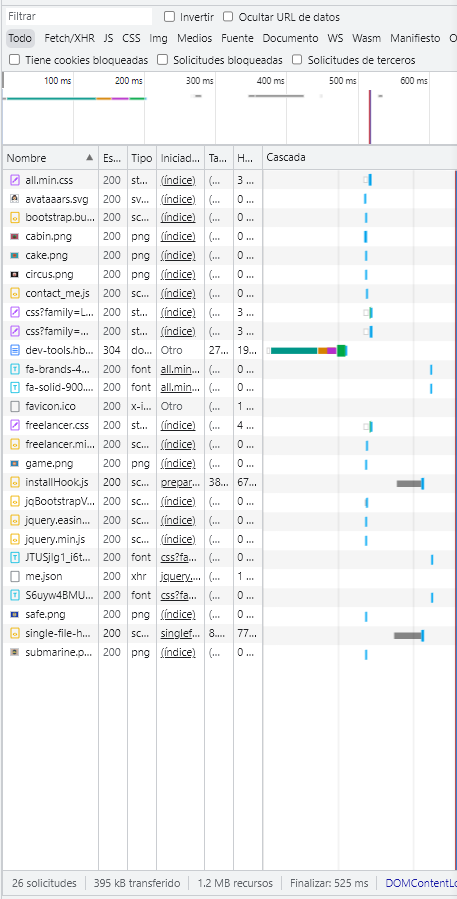 Filtrar Invertir Ocultar URL de datos
Todo Fetch/XHR JS CSS Img Medios Fuente Documento WS Wasm Manifiesto O
Tiene cookies bloqueadas Solicitudes bloqueadas Solicitudes de terceros
100 ms 200 ms 300 ms 400 ms 500 ms 600 ms
Nombre Es... Tipo Iniciad... Ta... H... Cascada
all.min.css 200 st... (índice) (... 3 ...
avataaars.svg 200 sv... (índice) (... 0 ...
bootstrap.bu... 200 sc... (índice) (... 0 ...
cabin.png 200 png (índice) (... 0 ...
cake.png 200 png (índice) (... 0 ...
circus.png 200 png (índice) (... 0 ...
contact_me.js 200 sc... (índice) (... 0 ...
css?family=L... 200 st... (índice) (... 3 ...
css?family=... 200 st... (índice) (... 3 ...
dev-tools.hb... 304 do... Otro 27... 19...
fa-brands-4... 200 font all.min... (... 0 ...
fa-solid-900.... 200 font all.min... (... 0 ...
favicon.ico 200 x-i... Otro (... 1 ...
freelancer.css 200 st... (índice) (... 4 ...
freelancer.mi... 200 sc... (índice) (... 0 ...
game.png 200 png (índice) (... 0 ...
installHook.js 200 sc... prepar... 38... 67...
jqBootstrapV... 200 sc... (índice) (... 0 ...
jquery.easin... 200 sc... (índice) (... 0 ...
jquery.min.js 200 sc... (índice) (... 0 ...
JTUSjIg1_i6t... 200 font css?fa... (... 0 ...
me.json 200 xhr jquery.... (... 1 ...
S6uyw4BMU... 200 font css?fa... (... 0 ...
safe.png 200 png (índice) (... 0 ...
single-file-h... 200 sc... singlef... 8.... 77...
submarine.p... 200 png (índice) (... 0 ...
26 solicitudes 395 kB transferido 1.2 MB recursos Finalizar: 525 ms DOMContentLo